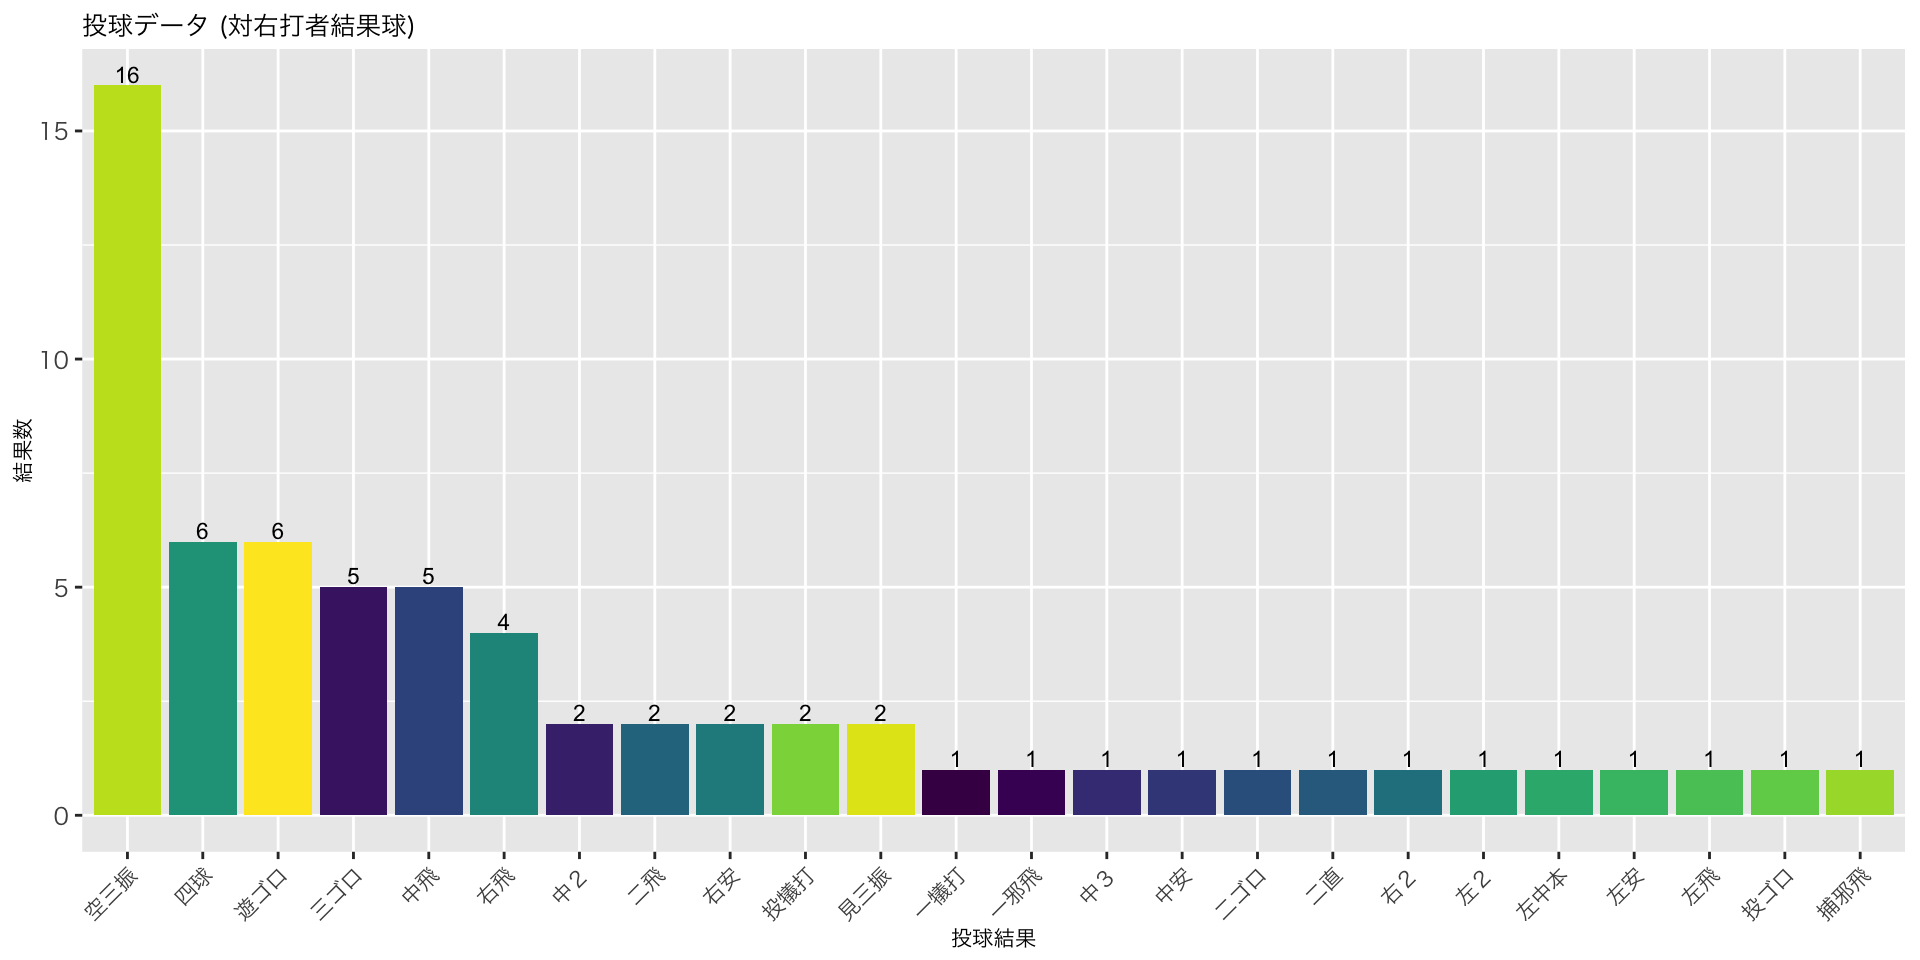 投球データ (対右打者結果球)
結果数
15
10
5
0
16
6
6
5
5
4
2
2
2
2
2
1
1
1
1
1
1
1
1
1
1
1
1
1
空三振
四球
遊ゴロ
三ゴロ
中飛
右飛
中２
二飛
右安
投犠打
見三振
一犠打
一邪飛
中３
中安
二ゴロ
二直
右２
左２
左中本
左安
左飛
投ゴロ
捕邪飛
投球結果